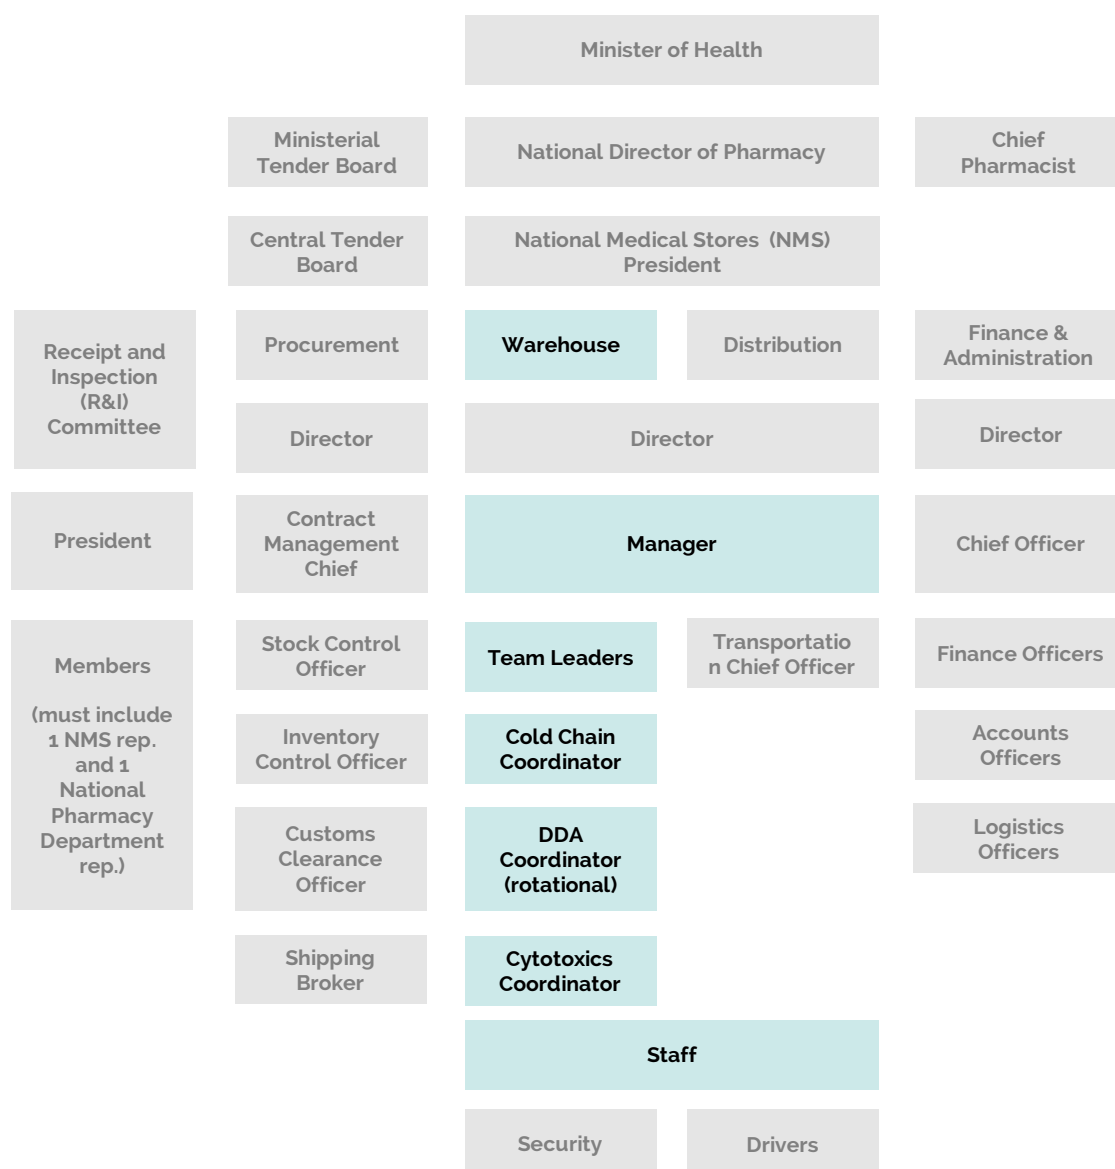 Minister of Health
Ministerial
Tender Board
National Director of Pharmacy
Chief
Pharmacist
Central Tender
Board
National Medical Stores (NMS)
President
Receipt and
Inspection
(R&I)
Committee
Procurement
Warehouse
Distribution
Finance &
Administration
Director
Director
Director
President
Contract
Management
Chief
Manager
Chief Officer
Members
(must include
1 NMS rep.
and 1
National
Pharmacy
Department
rep.)
Stock Control
Officer
Team Leaders
Transportatio
n Chief Officer
Finance Officers
Inventory
Control Officer
Cold Chain
Coordinator
Accounts
Officers
Customs
Clearance
Officer
DDA
Coordinator
(rotational)
Logistics
Officers
Shipping
Broker
Cytotoxics
Coordinator
Staff
Security
Drivers